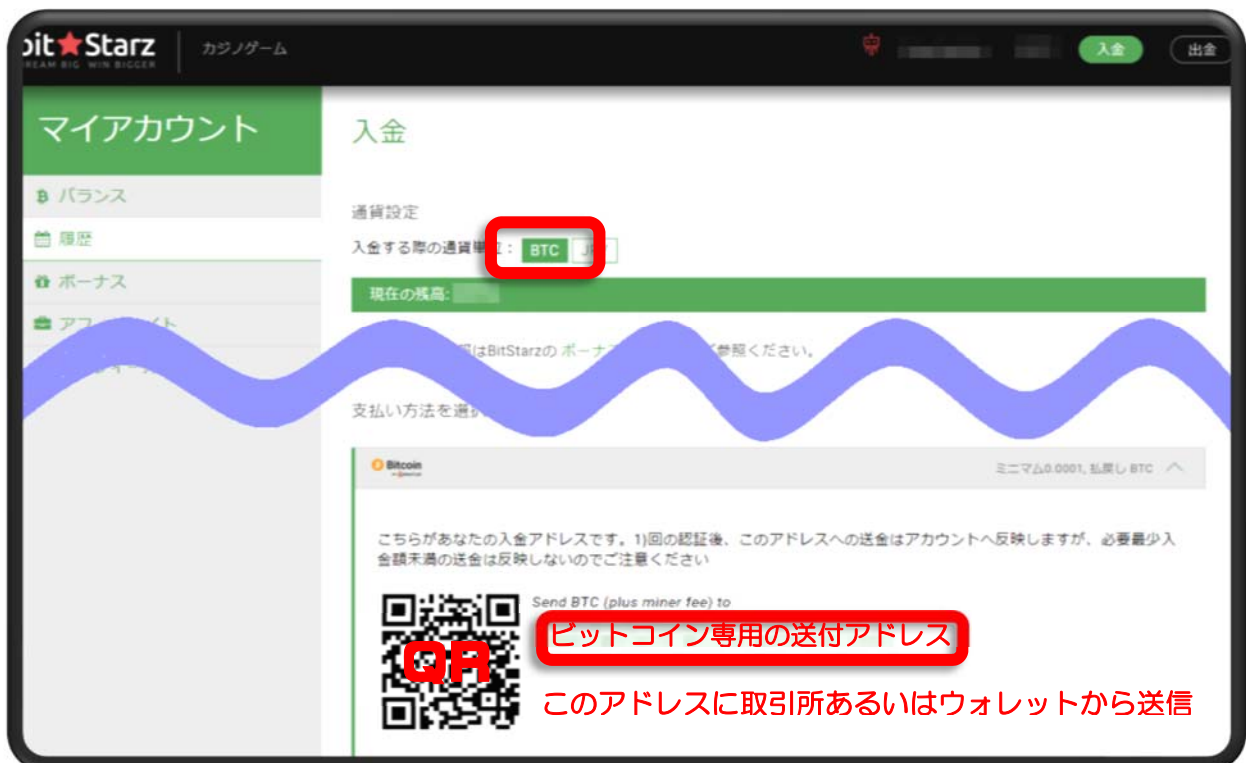 bit★Starz
DREAM BIG WIN BIGGER
カジノゲーム
入金
出金
マイアカウント
バランス
履歴
ボーナス
入金
通貨設定
入金する際の通貨単位： BTC
現在の残高:
はBitStarzの ボーナス
参照ください。
支払い方法を選択
Bitcoin
ミニマム0.0001, 払戻し BTC
こちらがあなたの入金アドレスです。1)回の認証後、このアドレスへの送金はアカウントへ反映しますが、必要最少入
金額未満の送金は反映しないのでご注意ください
Send BTC (plus miner fee) to
ビットコイン専用の送付アドレス
QR
このアドレスに取引所あるいはウォレットから送信